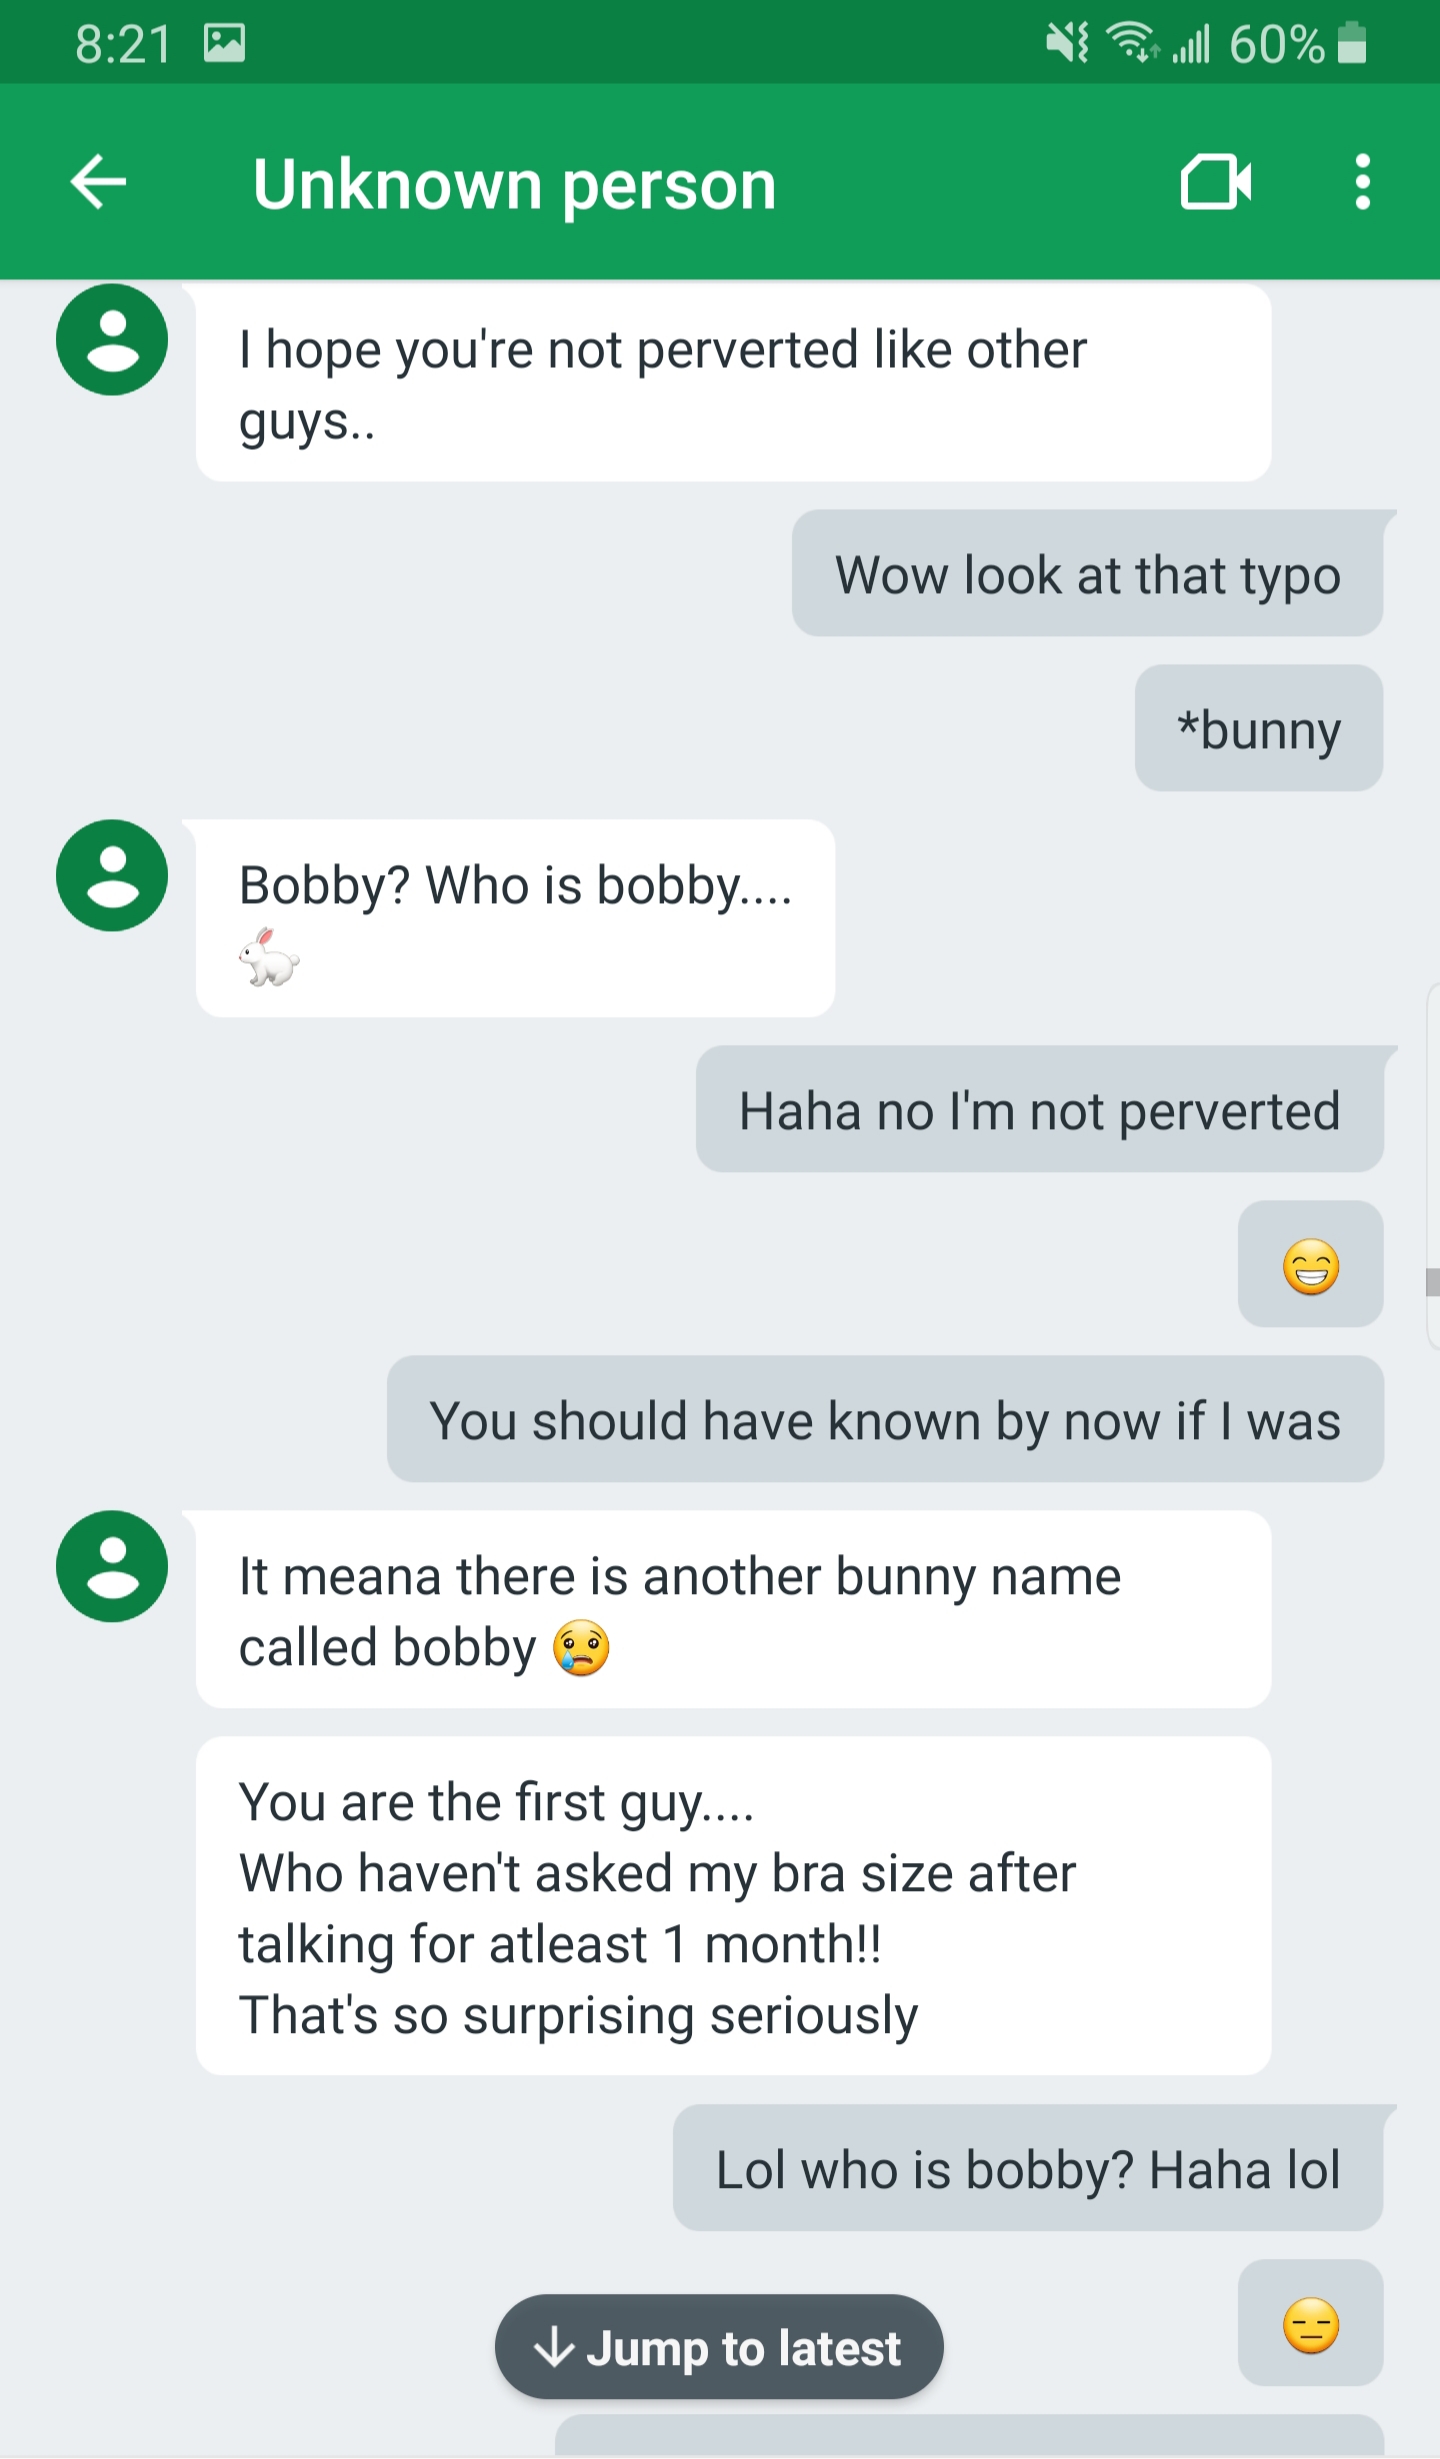 8:21 60%
Unknown person
I hope you're not perverted like other
guys..
Wow look at that typo
*bunny
Bobby? Who is bobby....
🐇
Haha no I'm not perverted
😁
You should have known by now if I was
It meana there is another bunny name
called bobby 😢
You are the first guy....
Who haven't asked my bra size after
talking for atleast 1 month!!
That's so surprising seriously
Lol who is bobby? Haha lol
😑
Jump to latest